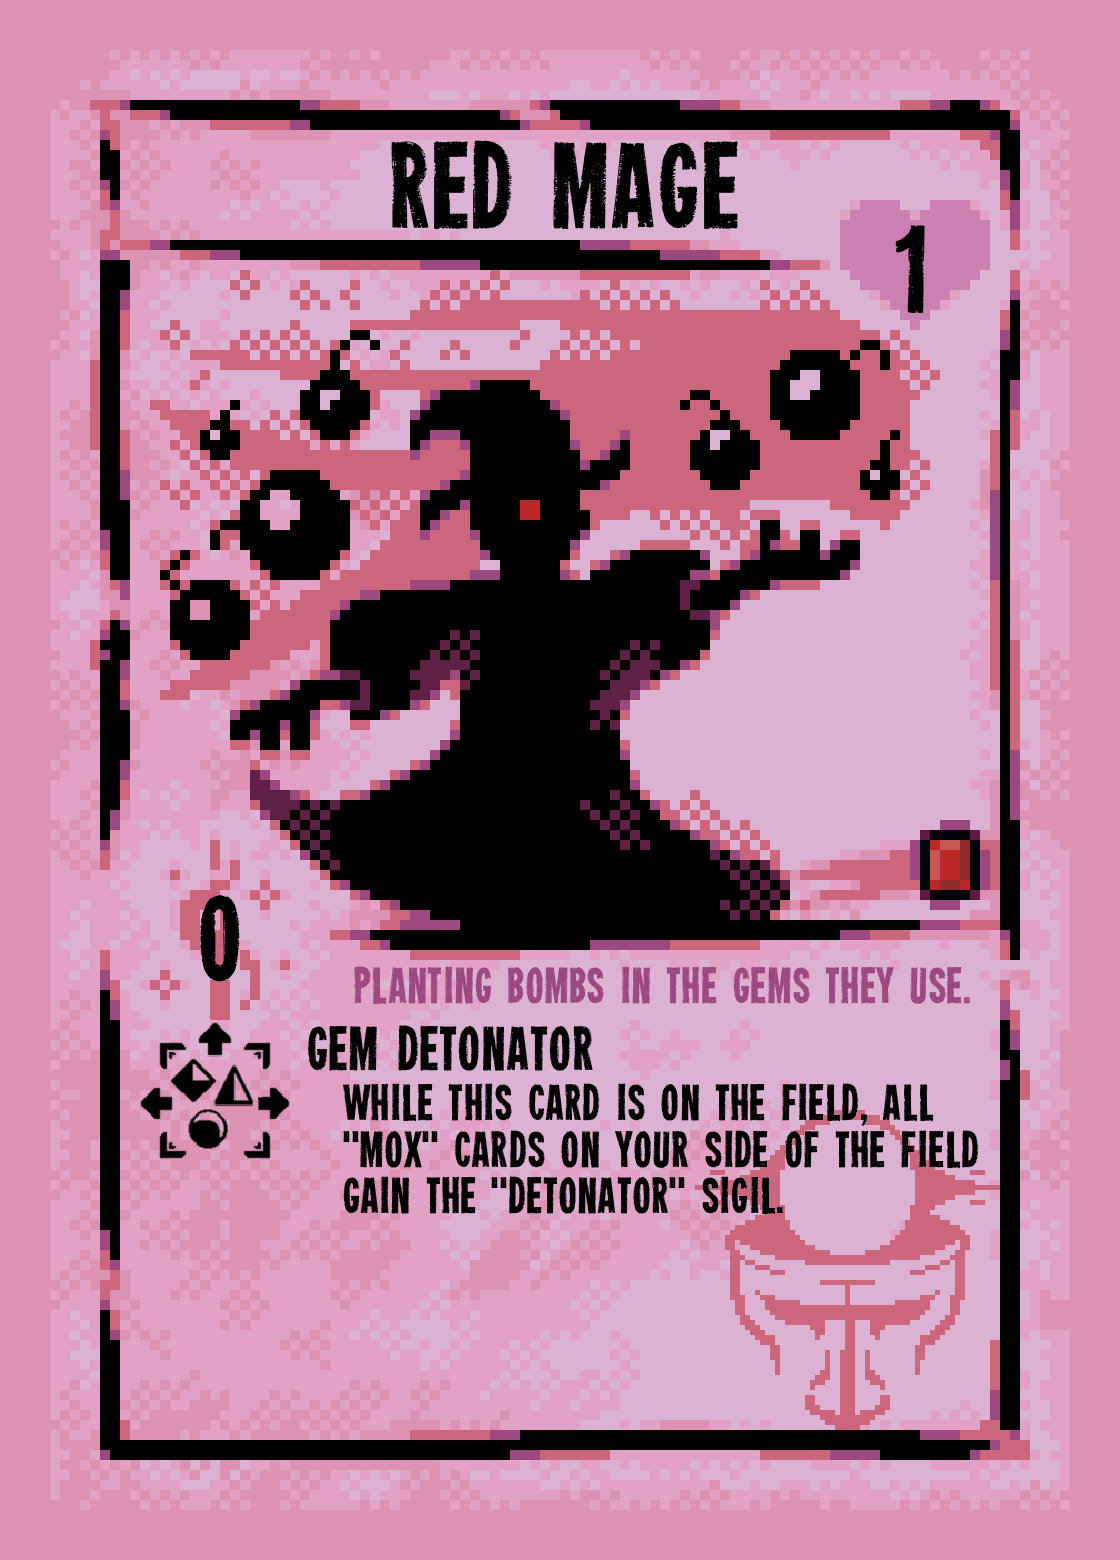 RED MAGE
1
0
PLANTING BOMBS IN THE GEMS THEY USE.
GEM DETONATOR
WHILE THIS CARD IS ON THE FIELD, ALL
"MOX" CARDS ON YOUR SIDE OF THE FIELD
GAIN THE "DETONATOR" SIGIL.